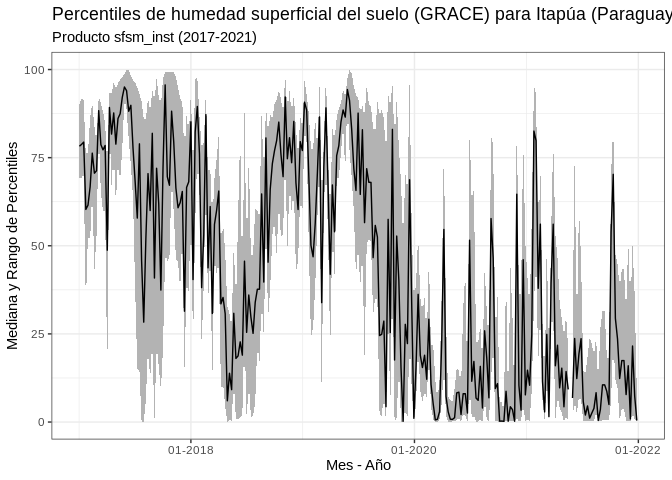 Percentiles de humedad superficial del suelo (GRACE) para Itapúa (Paraguay
Producto sfsm_inst (2017-2021)
Mediana y Rango de Percentiles
100
75
50
25
0
01-2018
01-2020
01-2022
Mes - Año